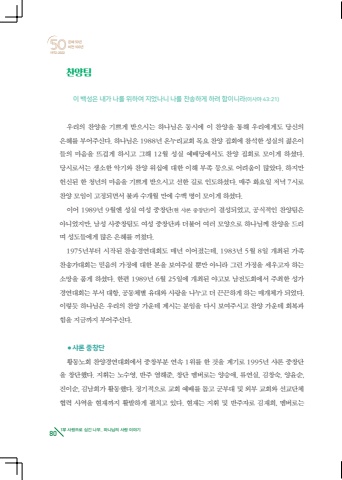 50
찬양팀
이 백성은 내가 나를 위하여 지었나니 나를 찬송하게 하려 함이니라(이사야 43:21)
우리의 찬양을 기쁘게 받으시는 하나님은 동시에 이 찬양을 통해 우리에게도 당신의
은혜를 부어주신다. 하나님은 1988년 온누리교회 목요 찬양 집회에 참석한 성실의 젊은이
들의 마음을 뜨겁게 하시고 그해 12월 성실 예배당에서도 찬양 집회로 모이게 하셨다.
당시로서는 생소한 악기와 찬양 위십에 대한 이해 부족 등으로 어려움이 많았다. 하지만
헌신된 한 청년의 마음을 기쁘게 받으시고 선한 길로 인도하셨다. 매주 화요일 저녁 7시로
찬양 모임이 고정되면서 불과 수개월 만에 수백 명이 모이게 하셨다.
이어 1989년 9월엔 성실 여성 중창단(현 샤론 중창단)이 결성되었고, 공식적인 찬양팀은
아니었지만, 남성 사중창팀도 여성 중창단과 더불어 여러 모양으로 하나님께 찬양을 드리
며 성도들에게 많은 은혜를 끼쳤다.
1975년부터 시작된 찬송경연대회도 매년 이어졌는데, 1983년 5월 8일 개최된 가족
찬송가대회는 믿음의 가정에 대한 본을 보여주실 뿐만 아니라 그런 가정을 세우고자 하는
소망을 품게 하셨다. 한편 1989년 6월 25일에 개최된 아고보 남전도회에서 주최한 성가
경연대회는 부서 대항, 공동체별 유대와 사랑을 나누고 더 끈끈하게 하는 매개체가 되었다.
이렇듯 하나님은 우리의 찬양 가운데 계시는 분임을 다시 보여주시고 찬양 가운데 회복과
힘을 지금까지 부어주신다.
● 샤론 중창단
황동노회 찬양경연대회에서 중창부분 연속 1위를 한 것을 계기로 1995년 샤론 중창단
을 창단했다. 지휘는 노수영, 반주 염해준, 창단 멤버로는 양승애, 류연실, 김창숙, 양윤순,
진이순, 김남희가 활동했다. 정기적으로 교회 예배를 돕고 군부대 및 외부 교회와 선교단체
협력 사역을 현재까지 활발하게 펼치고 있다. 현재는 지휘 및 반주자로 김재희, 멤버로는
80
1부 사랑으로 심긴 나무, 하나님의 사랑 이야기